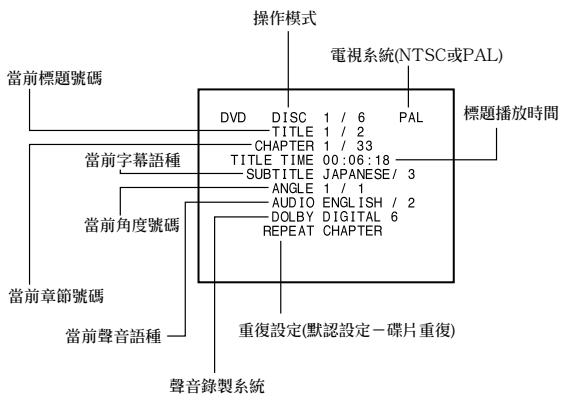 操作模式
電視系統(NTSC或PAL)
當前標題號碼
標題播放時間
DVD DISC 1 / 6 PAL
TITLE 1 / 2
CHAPTER 1 / 33
當前字幕語種
TITLE TIME 00:06:18
SUBTITLE JAPANESE/ 3
ANGLE 1 / 1
AUDIO ENGLISH / 2
當前角度號碼
DOLBY DIGITAL 6
REPEAT CHAPTER
當前章節號碼
當前聲音語種
重復設定(默認設定－碟片重復)
聲音錄製系統